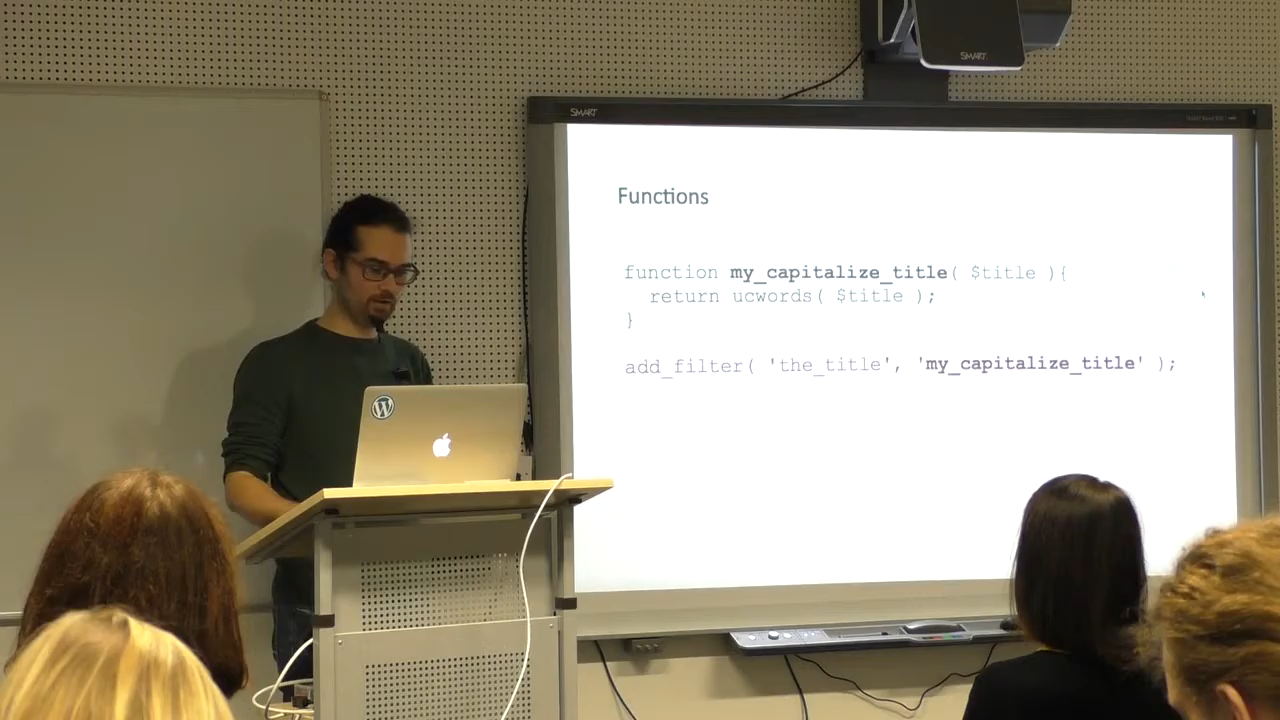 SMART
SMART
Functions
function my_capitalize_title( $title ){
return ucwords( $title );
}
add_filter( 'the_title', 'my_capitalize_title' );
W